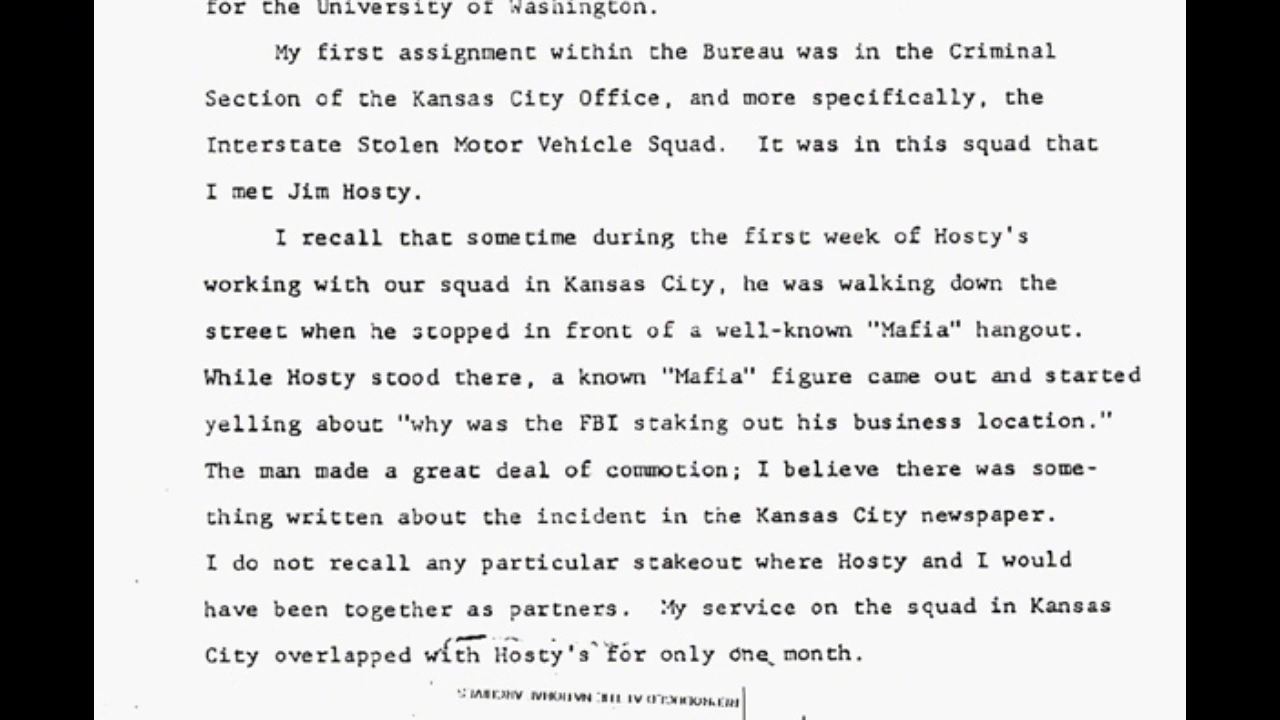 for the University of Washington.
My first assignment within the Bureau was in the Criminal
Section of the Kansas City Office, and more specifically, the
Interstate Stolen Motor Vehicle Squad. It was in this squad that
I met Jim Hosty.
I recall that sometime during the first week of Hosty's
working with our squad in Kansas City, he was walking down the
street when he stopped in front of a well-known "Mafia" hangout.
While Hosty stood there, a known "Mafia" figure came out and started
yelling about "why was the FBI staking out his business location."
The man made a great deal of commotion; I believe there was some-
thing written about the incident in the Kansas City newspaper.
I do not recall any particular stakeout where Hosty and I would
have been together as partners. My service on the squad in Kansas
City overlapped with Hosty's for only one month.
REPRODUCED AT THE NATIONAL ARCHIVES